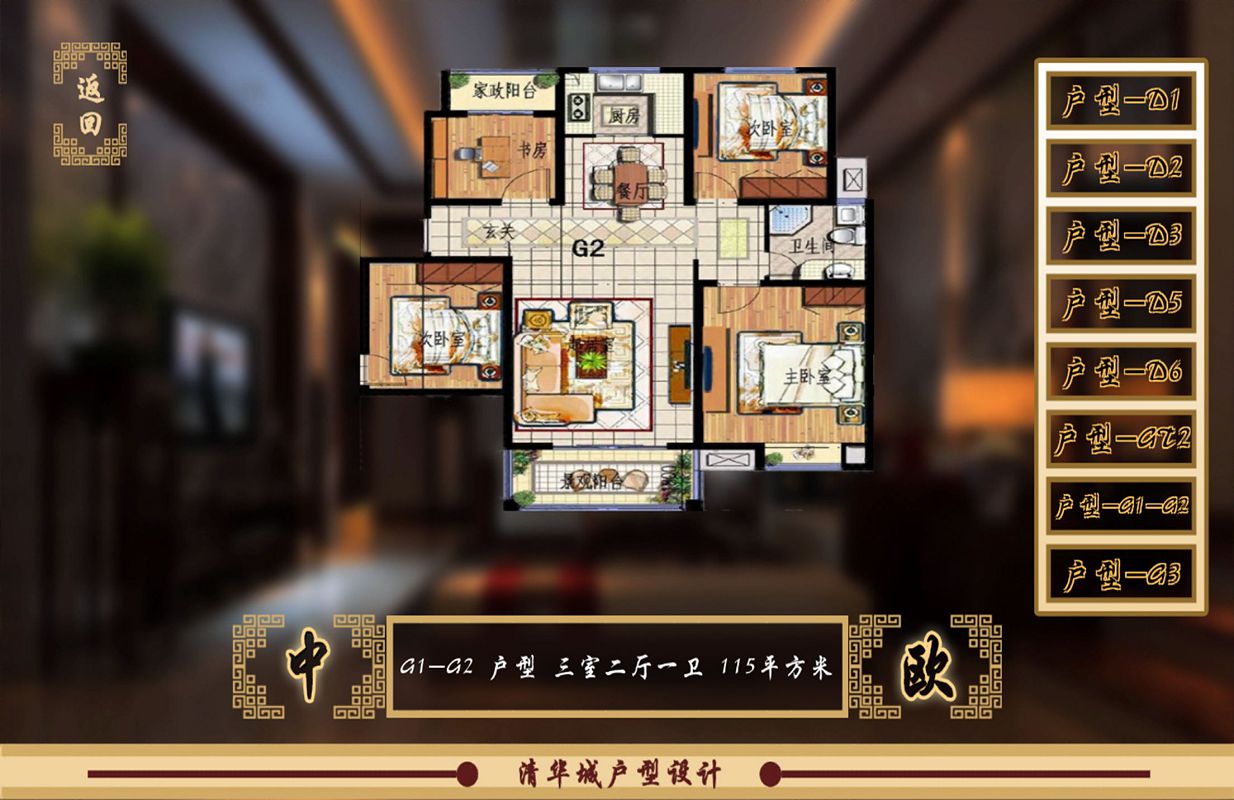 返
回
家政阳台
厨房
次卧室
书房
餐厅
玄关
G2
卫生间
次卧室
起居室
主卧室
景观阳台
户型—D1
户型—D2
户型—D3
户型—D5
户型—D6
户型—GT2
户型—G1—G2
户型—G3
中
G1—G2 户型 三室二厅一卫 115平方米
欧
清华城户型设计